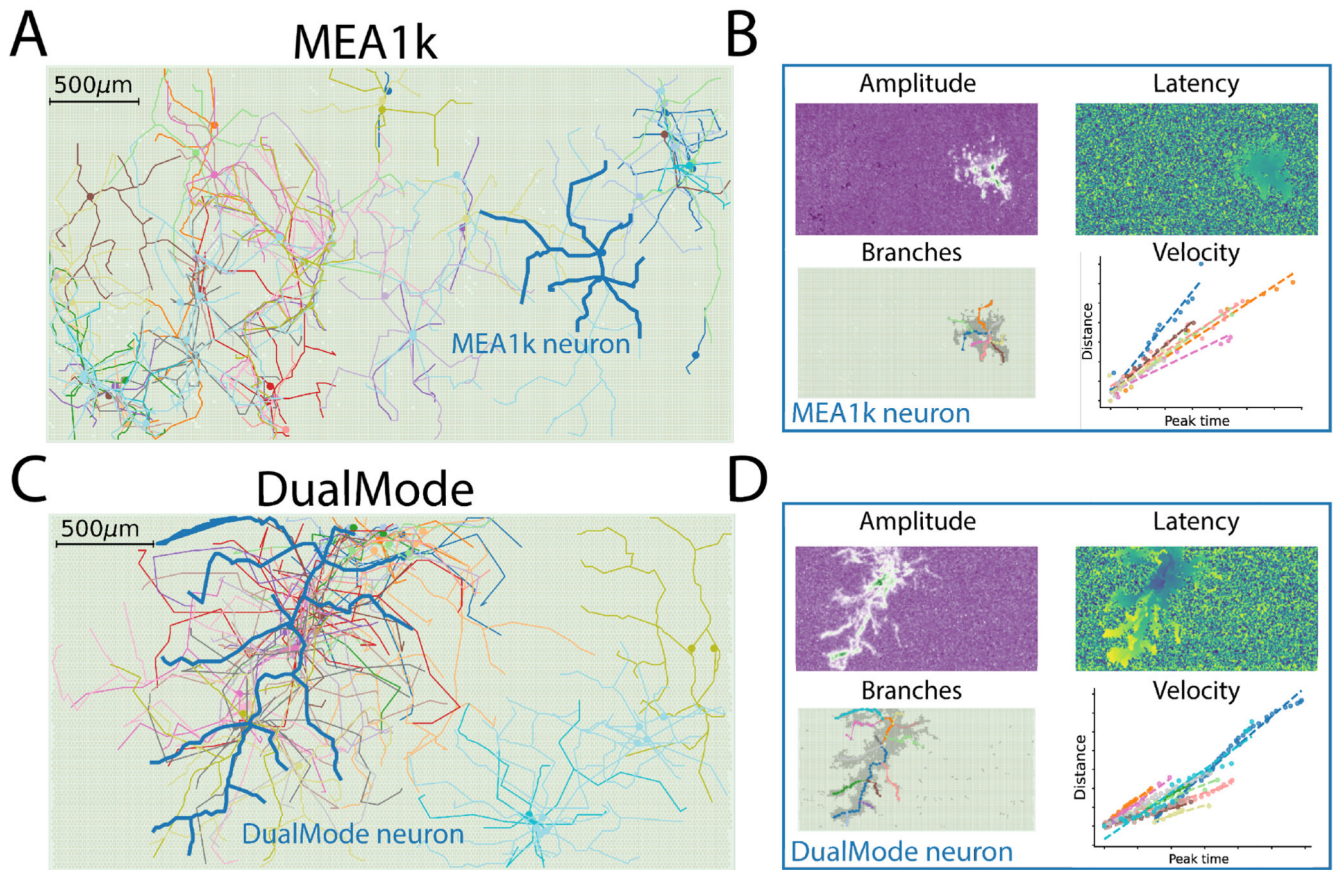 A
MEA1k
500μm
MEA1k neuron
B
Amplitude
Latency
Branches
Velocity
Distance
Peak time
MEA1k neuron
C
DualMode
500μm
DualMode neuron
D
Amplitude
Latency
Branches
Velocity
Distance
Peak time
DualMode neuron